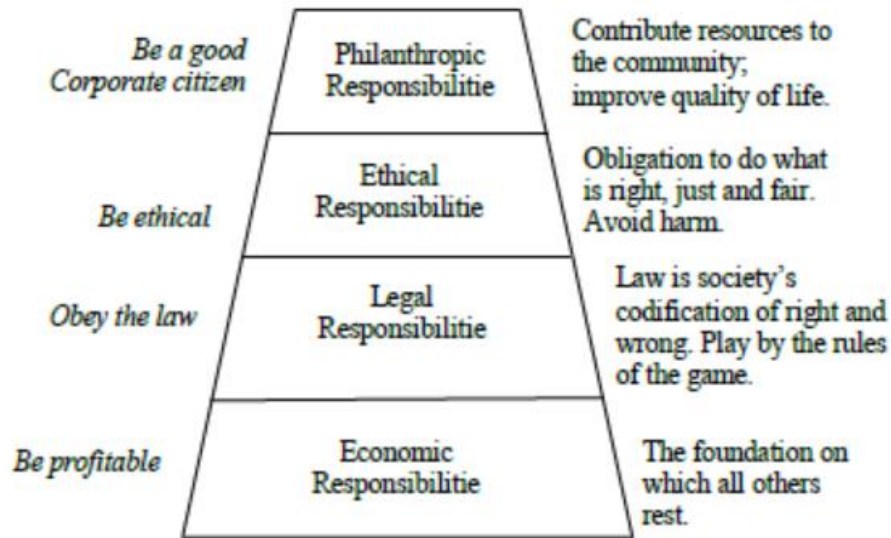 Be a good
Corporate citizen
Philanthropic
Responsibilitie
Contribute resources to
the community;
improve quality of life.
Be ethical
Ethical
Responsibilitie
Obligation to do what
is right, just and fair.
Avoid harm.
Obey the law
Legal
Responsibilitie
Law is society's
codification of right and
wrong. Play by the rules
of the game.
Be profitable
Economic
Responsibilitie
The foundation on
which all others
rest.